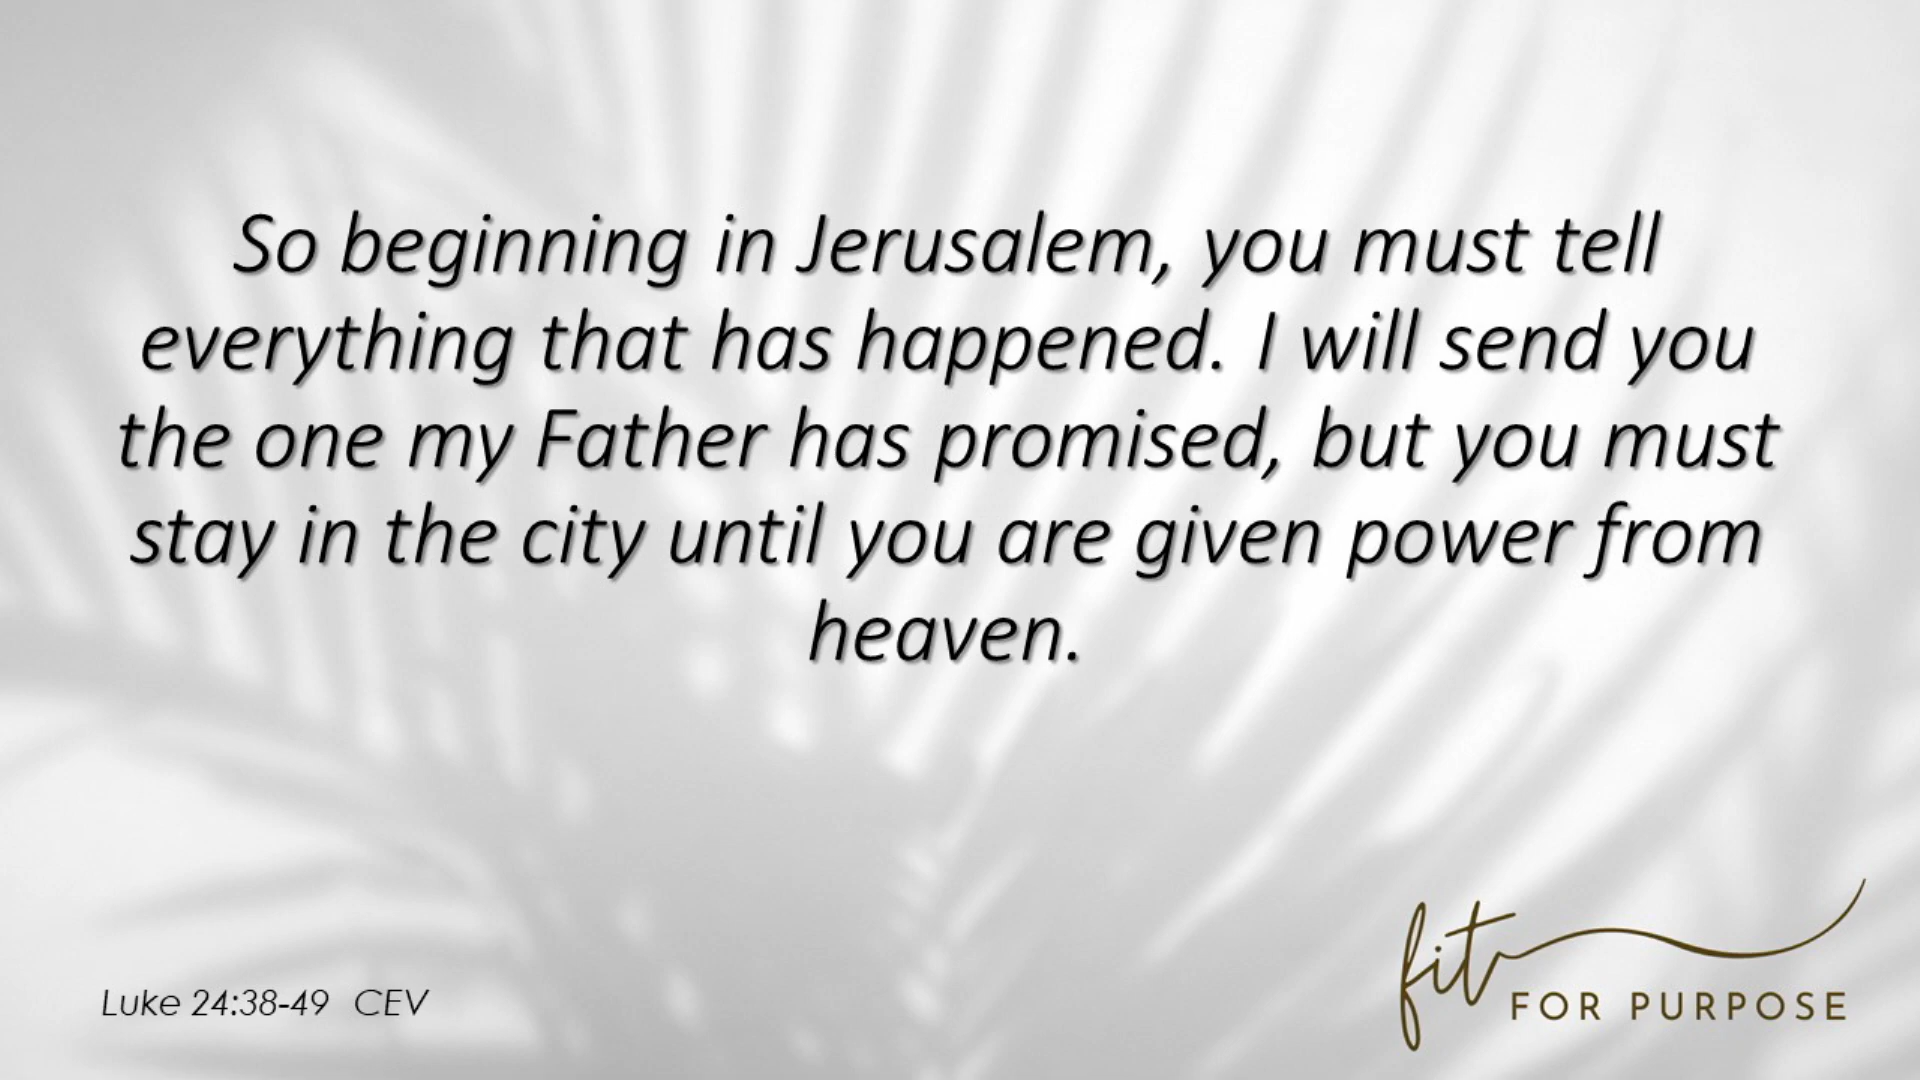 So beginning in Jerusalem, you must tell
everything that has happened. I will send you
the one my Father has promised, but you must
stay in the city until you are given power from
heaven.
Luke 24:38-49 CEV
fit
FOR PURPOSE